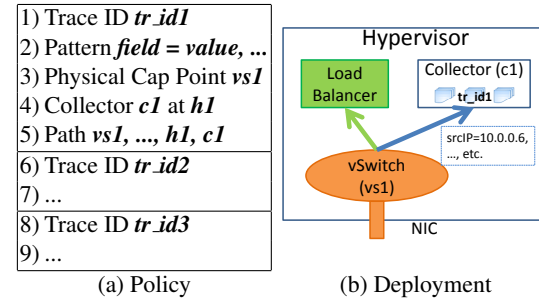 1) Trace ID tr_id1
2) Pattern field = value, ...
3) Physical Cap Point vs1
4) Collector c1 at h1
5) Path vs1, ..., h1, c1
6) Trace ID tr_id2
7) ...
8) Trace ID tr_id3
9) ...
(a) Policy
Hypervisor
Load
Balancer
Collector (c1)
tr_id1
srcIP=10.0.0.6,
..., etc.
vSwitch
(vs1)
NIC
(b) Deployment